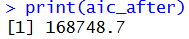 > print(aic_after)
[1] 168748.7